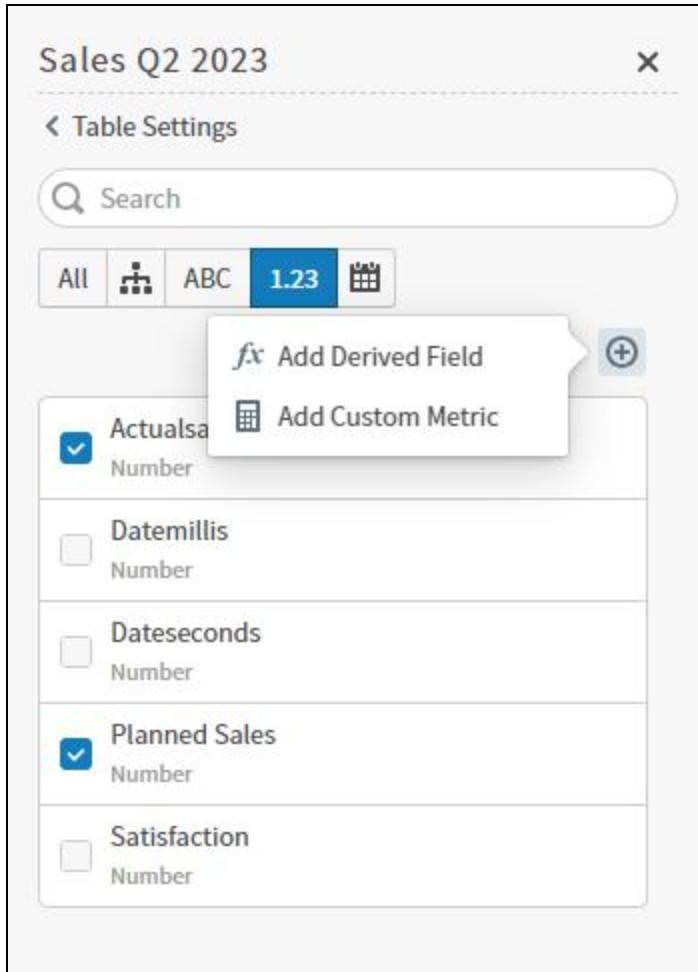 Sales Q2 2023
Table Settings
Search
All ABC 1.23
fx Add Derived Field
Add Custom Metric
Number
Datemillis
Number
Dateseconds
Number
Planned Sales
Number
Satisfaction
Number